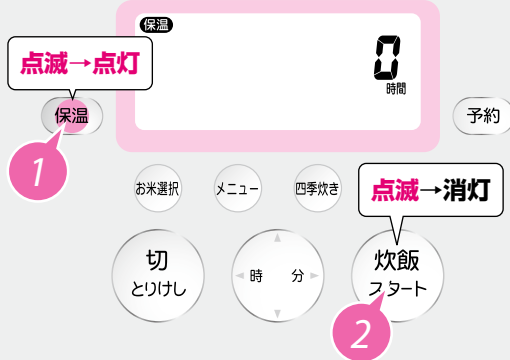 保温
0
時間
点滅→点灯
保温
予約
1
お米選択
メニュー
四季炊き
点滅→消灯
切
とりけし
時 分
炊飯
スタート
2